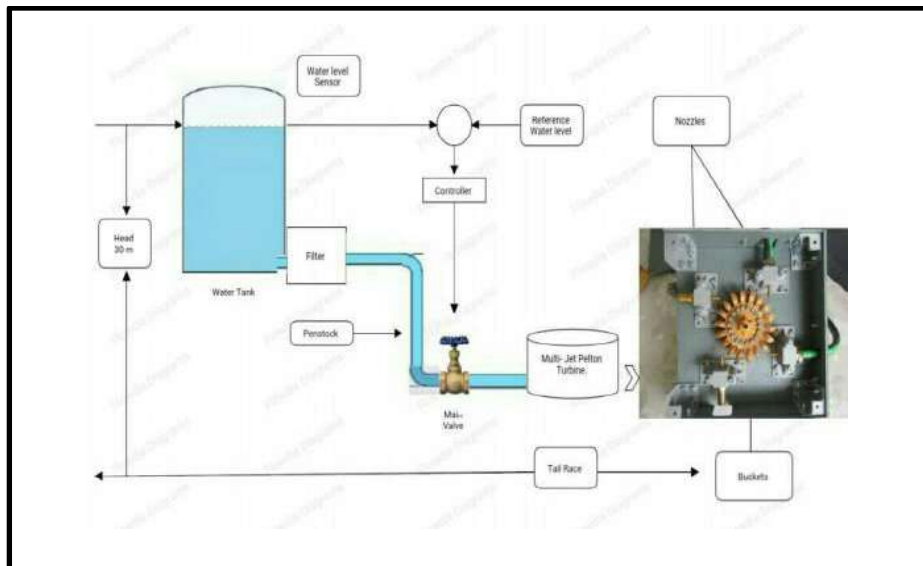 Water level
Sensor
Nozzles
Reference
Water level
Controller
Head
30 m
Filter
Water Tank
Penstock
Multi- Jet Pelton
Turbine.
Main
Valve
Tail Race
Buckets